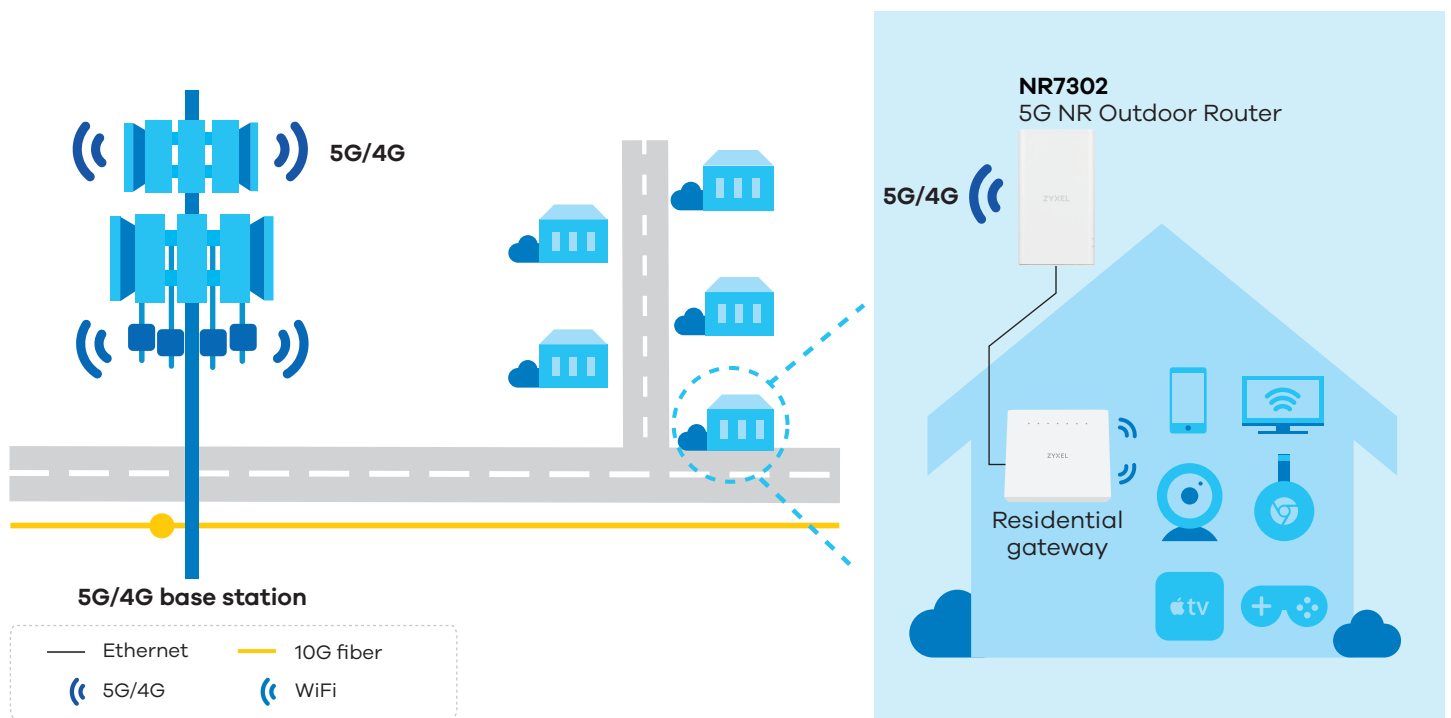 5G/4G
5G/4G base station
Ethernet
10G fiber
5G/4G
WiFi
NR7302
5G NR Outdoor Router
ZYXEL
5G/4G
ZYXEL
Residential
gateway
tv